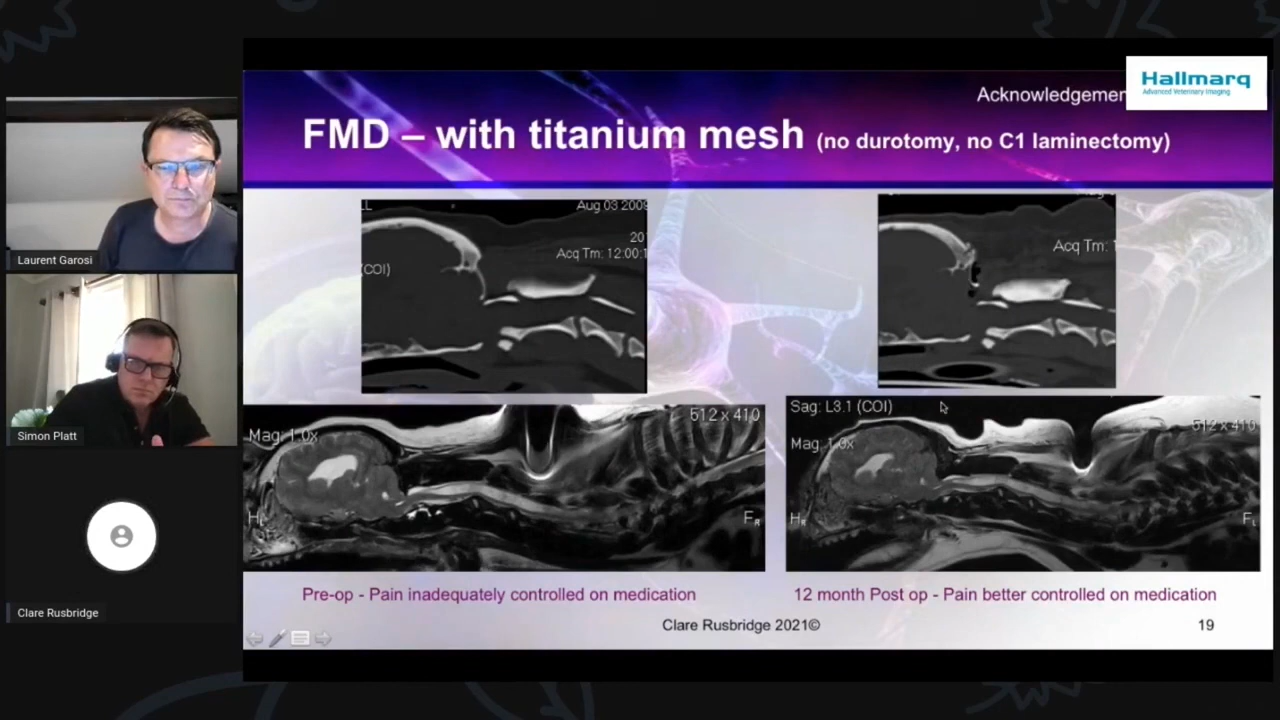 Hallmarq
Advanced Veterinary Imaging
FMD – with titanium mesh (no durotomy, no C1 laminectomy)
Laurent Garosi
Aug 03 2009
Acq Tm: 12:00:1
(COI)
Acq Tm:
Simon Platt
Mag: 1.0x
512 x 410
Sag: L3.1 (COI)
Mag: 1.0x
512 x 410
Clare Rusbridge
Pre-op - Pain inadequately controlled on medication
12 month Post op - Pain better controlled on medication
Clare Rusbridge 2021©
19